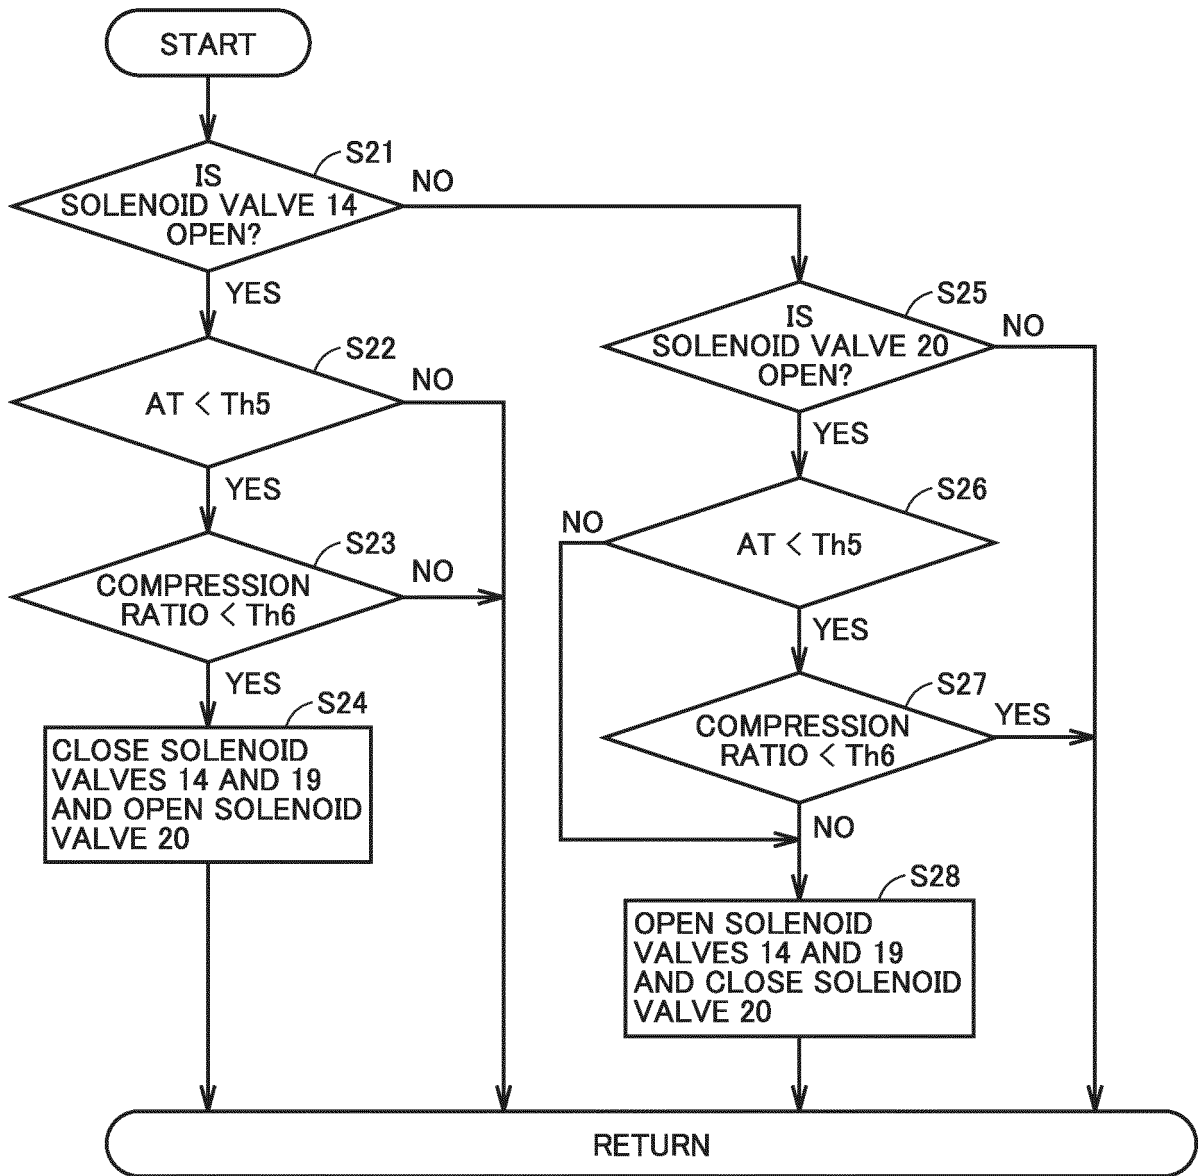 START
S21
IS
SOLENOID VALVE 14
OPEN?
NO
YES
S22
AT < Th5
NO
YES
S23
COMPRESSION
RATIO < Th6
NO
YES
S24
CLOSE SOLENOID
VALVES 14 AND 19
AND OPEN SOLENOID
VALVE 20
S25
IS
SOLENOID VALVE 20
OPEN?
NO
YES
S26
AT < Th5
NO
YES
S27
COMPRESSION
RATIO < Th6
YES
NO
S28
OPEN SOLENOID
VALVES 14 AND 19
AND CLOSE SOLENOID
VALVE 20
RETURN